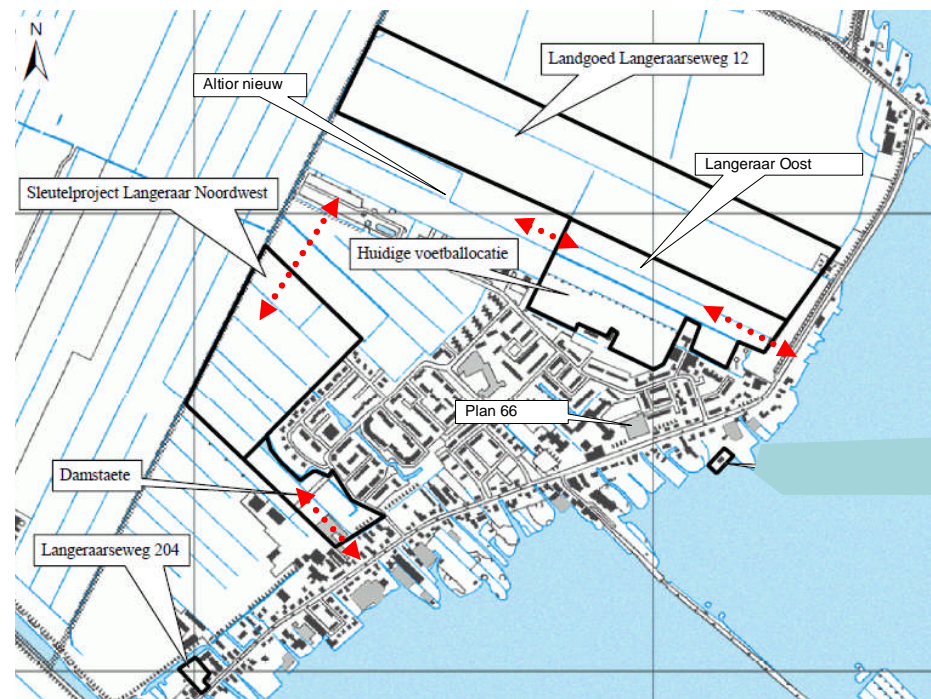 N
Landgoed Langeraarseweg 12
Altior nieuw
Langeraar Oost
Sleutelproject Langeraar Noordwest
Huidige voetballocatie
Plan 66
Damstaete
Langeraarseweg 204